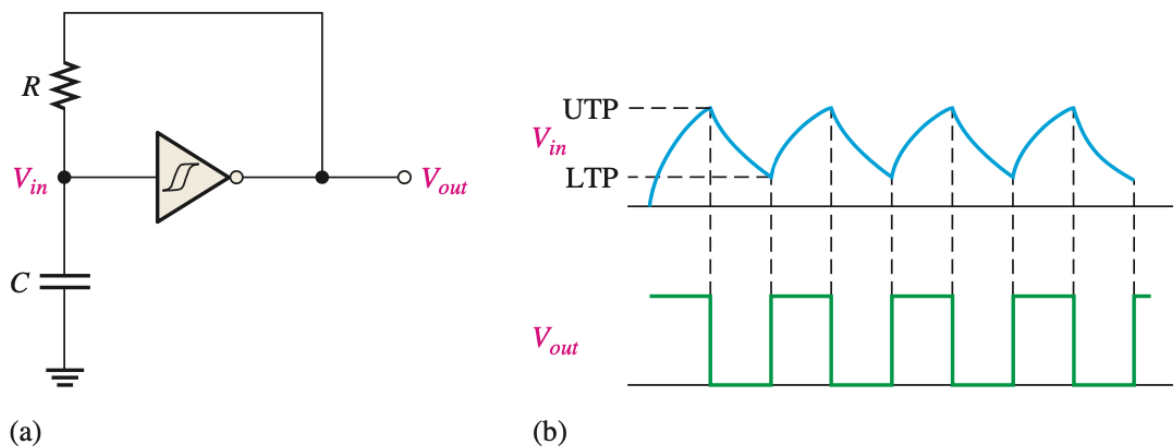 R
V_in
V_out
C
(a)
UTP
V_in
LTP
V_out
(b)